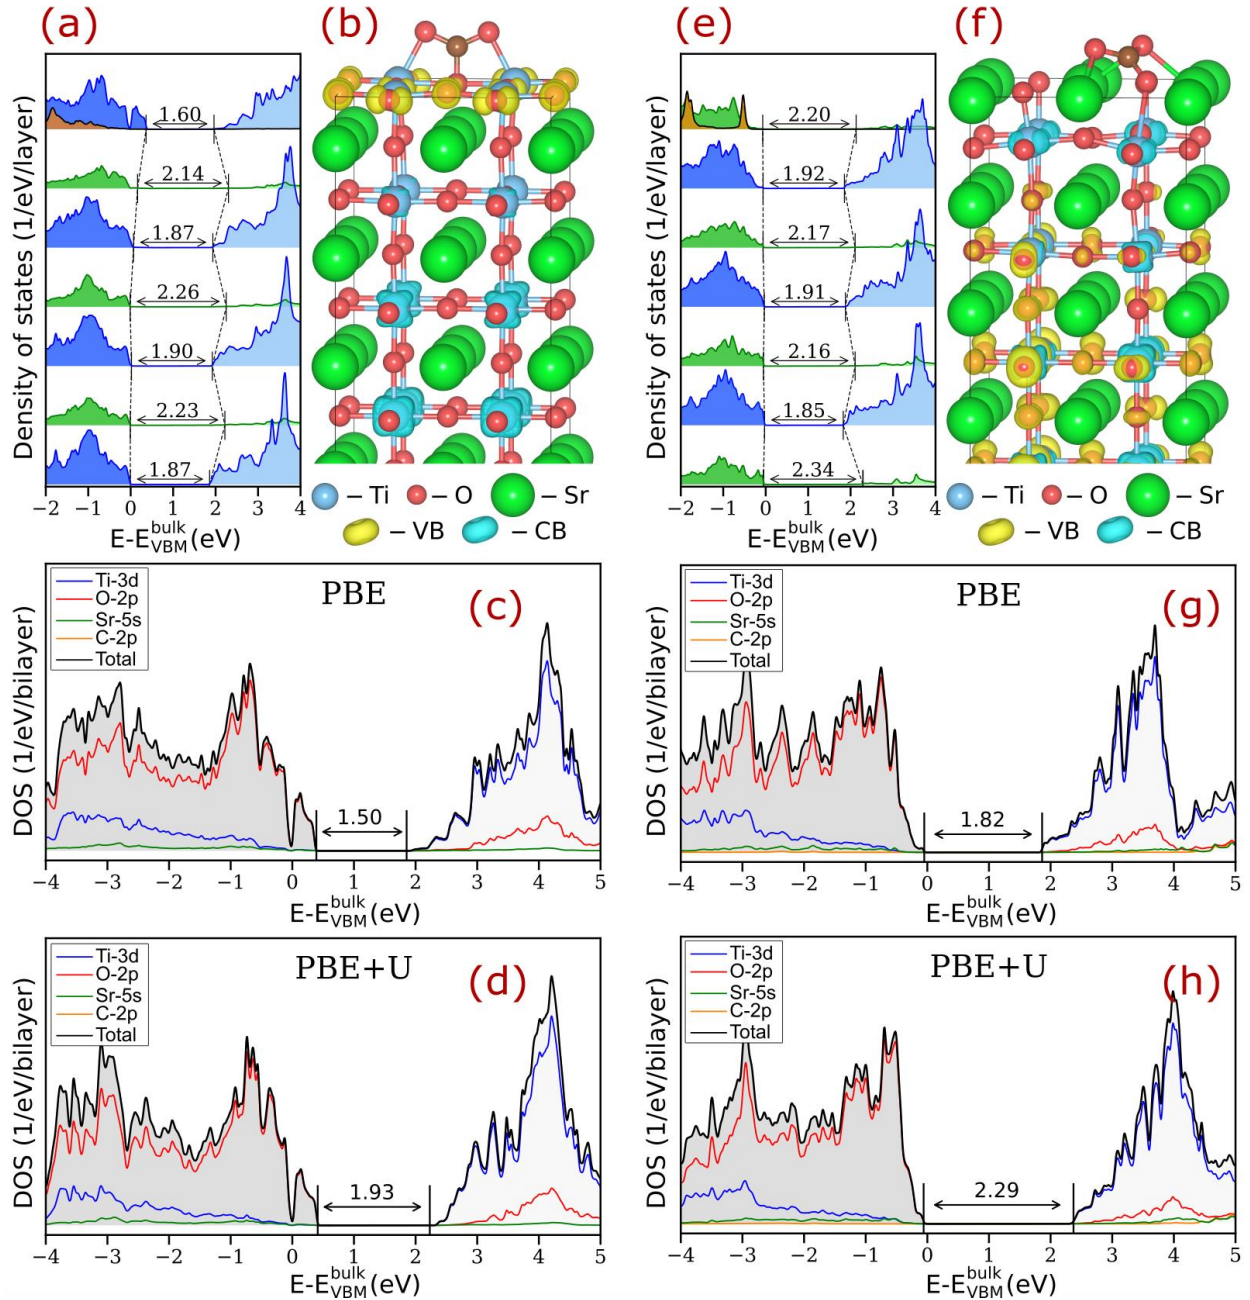 (a)
Density of states (1/eV/layer)
1.60
2.14
1.87
2.26
1.90
2.23
1.87
−2 −1 0 1 2 3 4
E-E_VBM^bulk (eV)
(b)
– Ti – O – Sr
– VB – CB
(e)
Density of states (1/eV/layer)
2.20
1.92
2.17
1.91
2.16
1.85
2.34
−2 −1 0 1 2 3 4
E-E_VBM^bulk (eV)
(f)
– Ti – O – Sr
– VB – CB
DOS (1/eV/bilayer)
Ti-3d
O-2p
Sr-5s
C-2p
Total
PBE
(c)
1.50
−4 −3 −2 −1 0 1 2 3 4 5
E-E_VBM^bulk (eV)
DOS (1/eV/bilayer)
Ti-3d
O-2p
Sr-5s
C-2p
Total
PBE
(g)
1.82
−4 −3 −2 −1 0 1 2 3 4 5
E-E_VBM^bulk (eV)
DOS (1/eV/bilayer)
Ti-3d
O-2p
Sr-5s
C-2p
Total
PBE+U
(d)
1.93
−4 −3 −2 −1 0 1 2 3 4 5
E-E_VBM^bulk (eV)
DOS (1/eV/bilayer)
Ti-3d
O-2p
Sr-5s
C-2p
Total
PBE+U
(h)
2.29
−4 −3 −2 −1 0 1 2 3 4 5
E-E_VBM^bulk (eV)